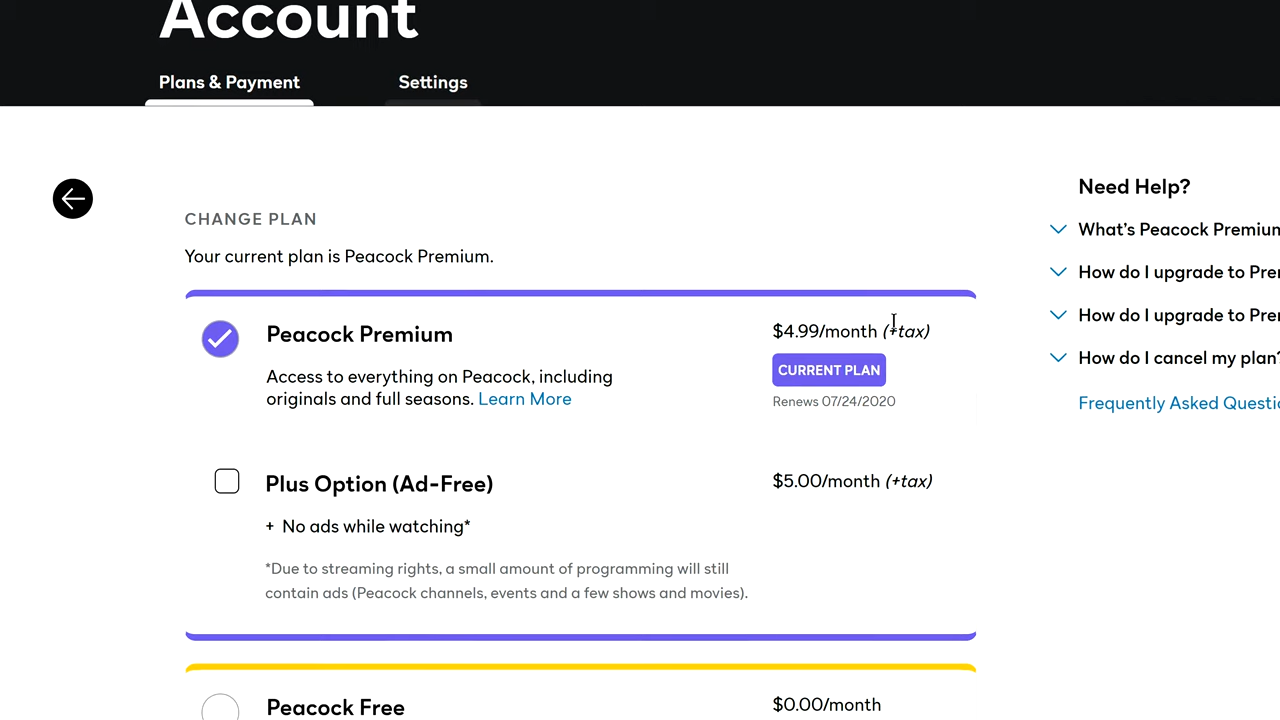 Account
Plans & Payment
Settings
CHANGE PLAN
Your current plan is Peacock Premium.
Peacock Premium
$4.99/month (+tax)
CURRENT PLAN
Renews 07/24/2020
Access to everything on Peacock, including
originals and full seasons. Learn More
Plus Option (Ad-Free)
$5.00/month (+tax)
+ No ads while watching*
*Due to streaming rights, a small amount of programming will still
contain ads (Peacock channels, events and a few shows and movies).
Peacock Free
$0.00/month
Need Help?
What's Peacock
How do I upgrade to
How do I upgrade to
How do I cancel my plan?
Frequently Asked